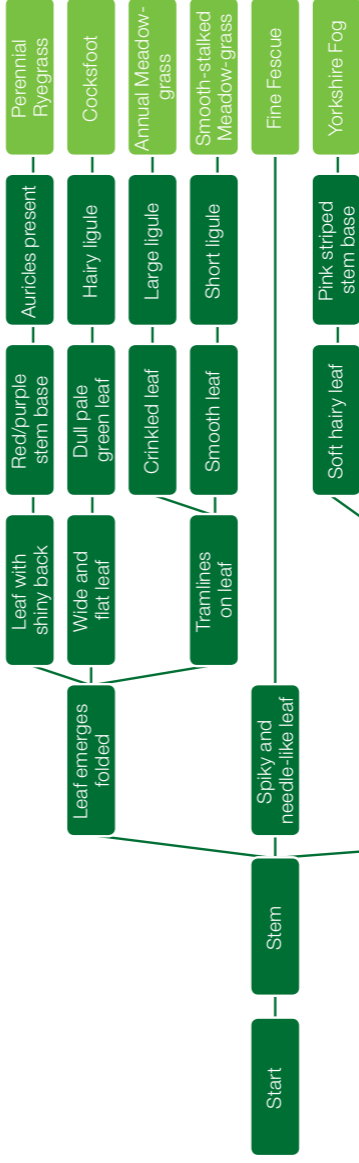 Start
Stem
Leaf emerges
folded
Leaf with
shiny back
Red/purple
stem base
Auricles present
Perennial
Ryegrass
Wide and
flat leaf
Dull pale
green leaf
Hairy ligule
Cocksfoot
Tramlines
on leaf
Crinkled leaf
Large ligule
Annual Meadow-
grass
Smooth leaf
Short ligule
Smooth-stalked
Meadow-grass
Spiky and
needle-like leaf
Fine Fescue
Soft hairy leaf
Pink striped
stem base
Yorkshire Fog